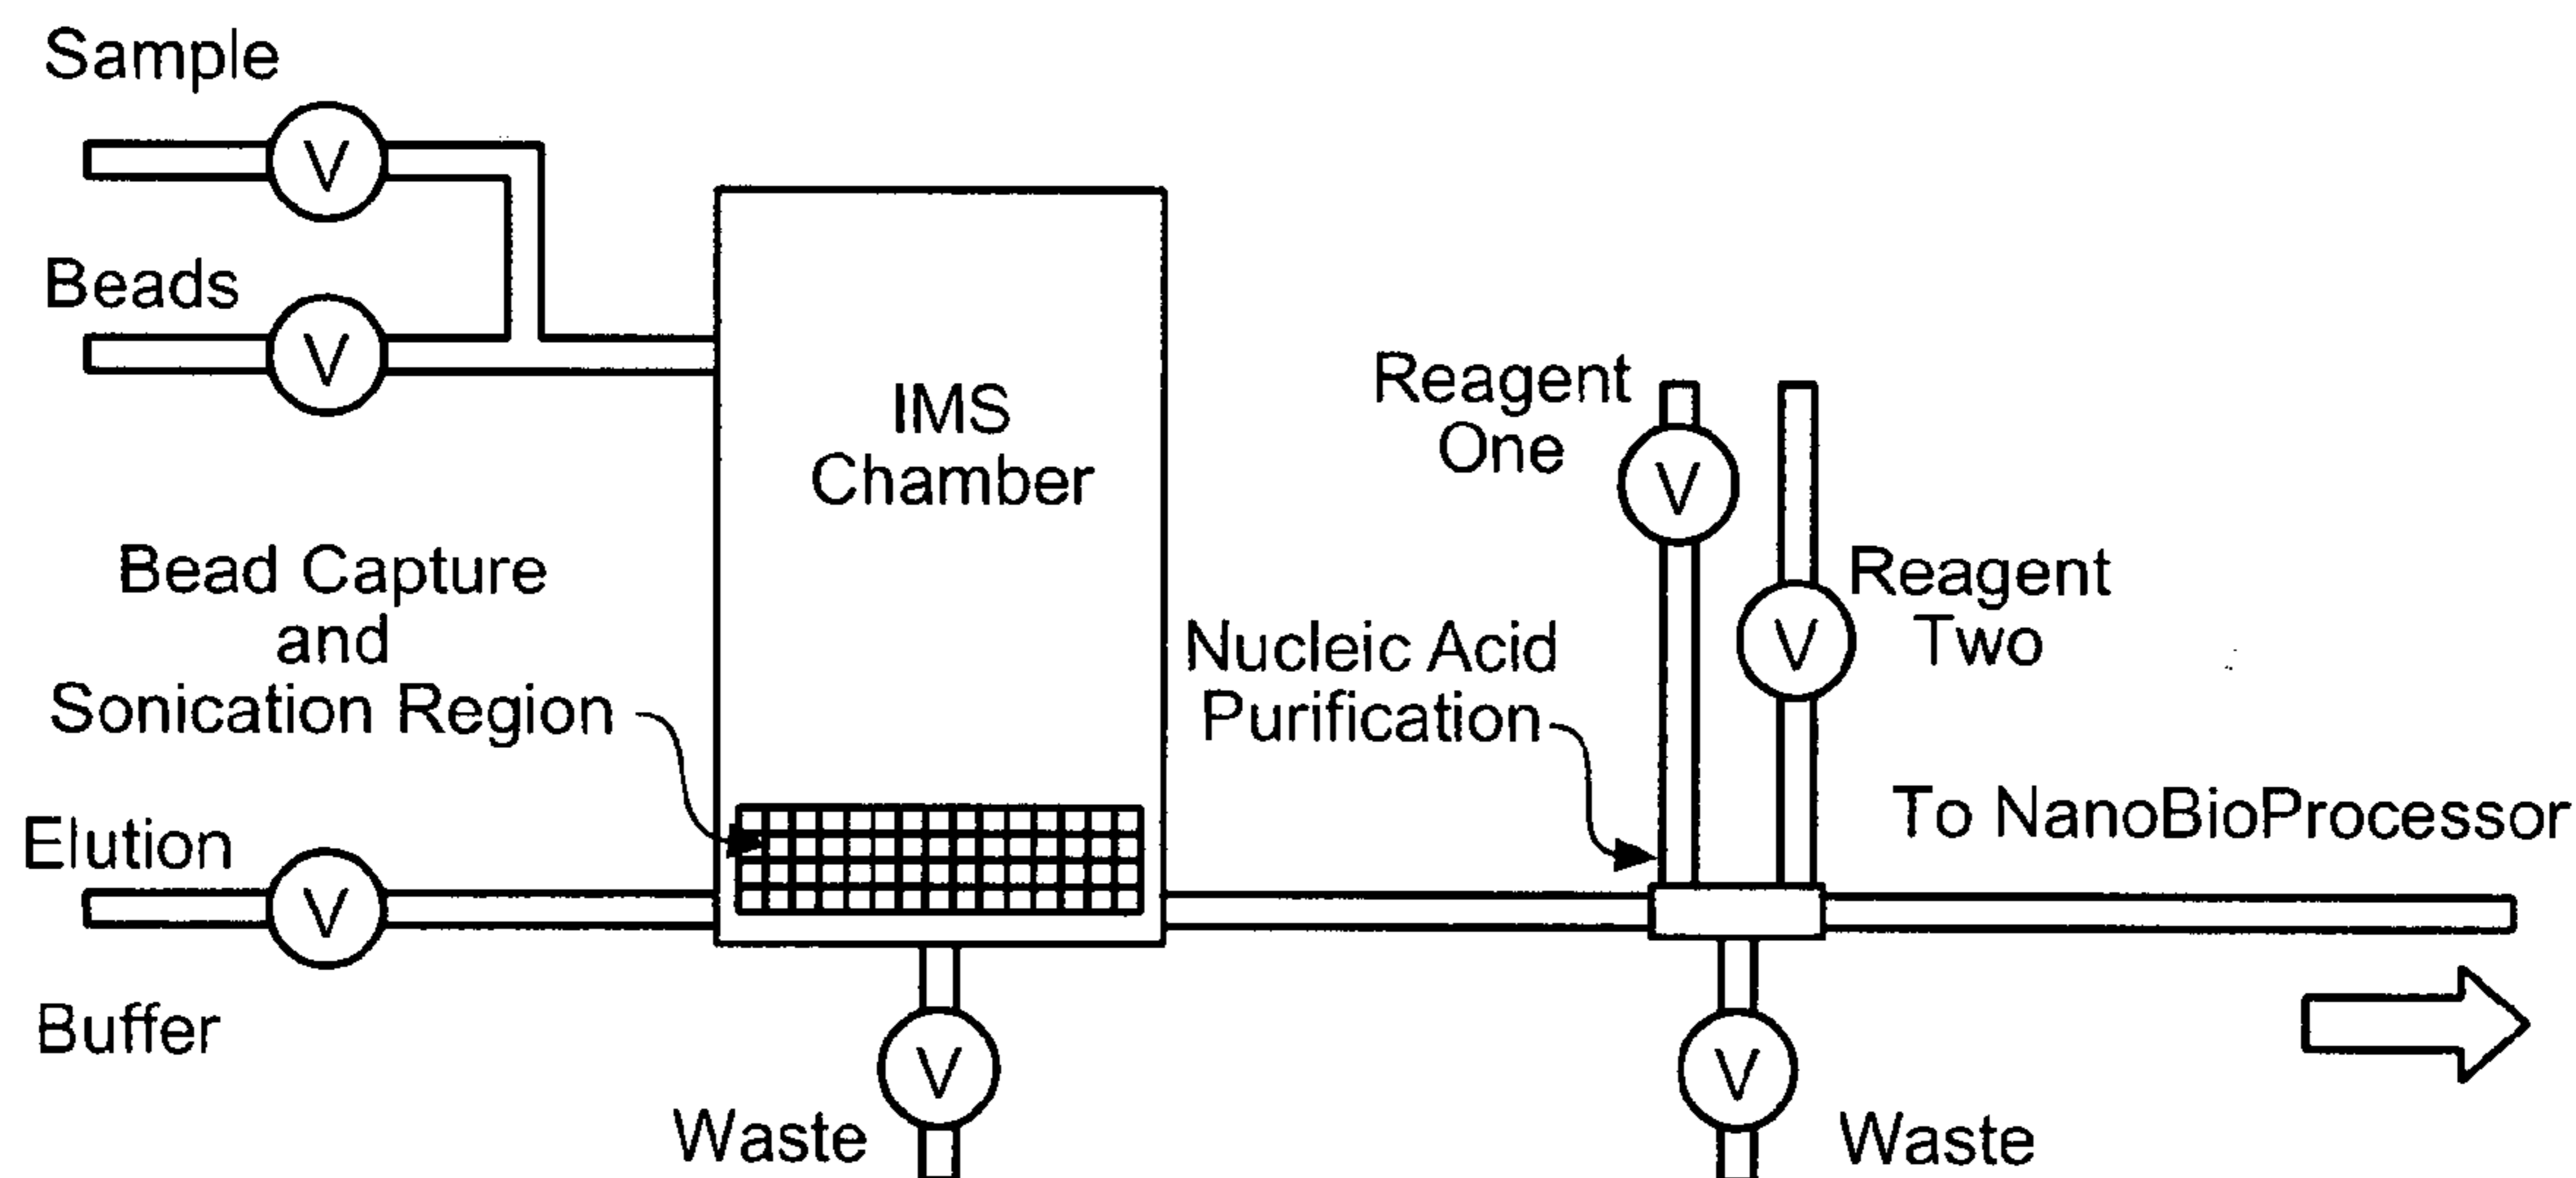 Sample
V
Beads
V
IMS
Chamber
Reagent
One
V
Reagent
Two
V
Bead Capture
and
Sonication Region
Nucleic Acid
Purification
To NanoBioProcessor
Elution
V
Buffer
V
Waste
V
Waste